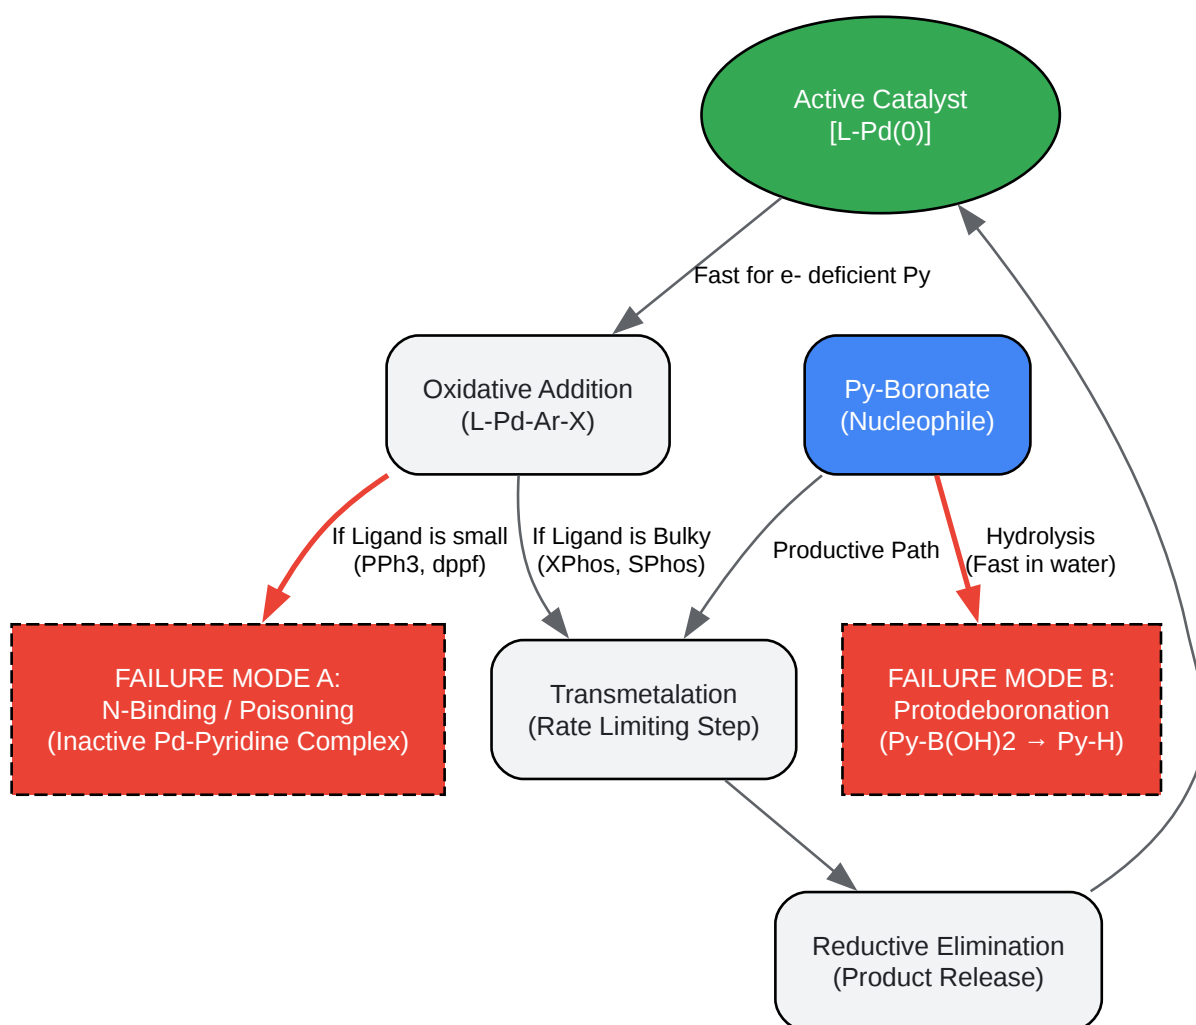 Active Catalyst
[L-Pd(0)]
Fast for e- deficient Py
Oxidative Addition
(L-Pd-Ar-X)
Py-Boronate
(Nucleophile)
If Ligand is small
(PPh3, dppf)
If Ligand is Bulky
(XPhos, SPhos)
Productive Path
Hydrolysis
(Fast in water)
FAILURE MODE A:
N-Binding / Poisoning
(Inactive Pd-Pyridine Complex)
Transmetalation
(Rate Limiting Step)
FAILURE MODE B:
Protodeboronation
(Py-B(OH)2 → Py-H)
Reductive Elimination
(Product Release)